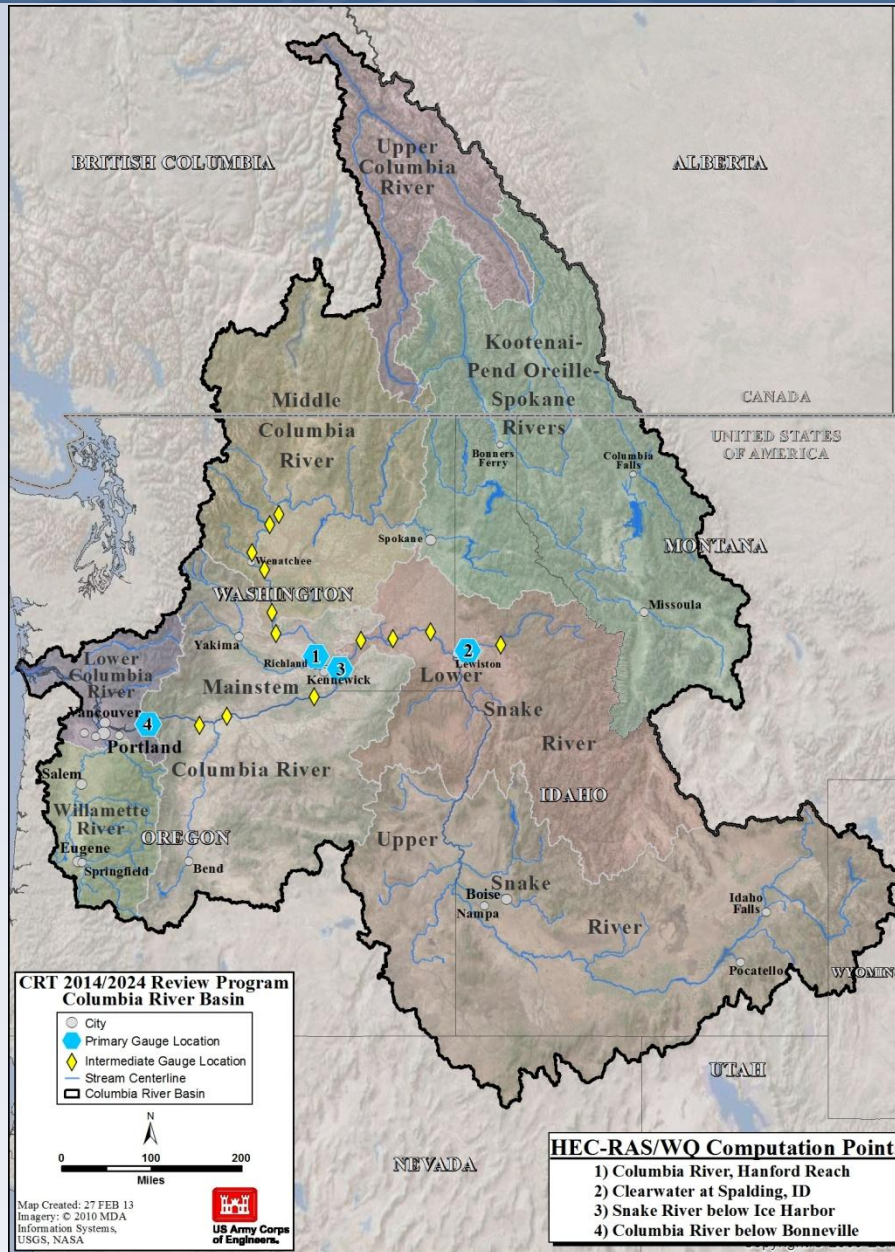 BRITISH COLUMBIA
ALBERTA
Upper
Columbia
River
Kootenai-
Pend Oreille-
Spokane
Rivers
Middle
Columbia
River
CANADA
UNITED STATES
OF AMERICA
Bonners
Ferry
Columbia
Falls
Spokane
Wenatchee
MONTANA
WASHINGTON
Missoula
Yakima
Richland
1
2
3
Kennewick
Lewiston
Lower
Columbia
River
Mainstem
Lower
Snake
River
Vancouver
4
Portland
Columbia River
Salem
IDAHO
Willamette
River
OREGON
Upper
Eugene
Springfield
Bend
Snake
Boise
Nampa
River
Idaho
Falls
Pocatello
WYOMIN
UTAH
NEVADA
CRT 2014/2024 Review Program
Columbia River Basin
City
Primary Gauge Location
Intermediate Gauge Location
Stream Centerline
Columbia River Basin
N
0 100 200
Miles
Map Created: 27 FEB 13
Imagery: © 2010 MDA
Information Systems,
USGS, NASA
US Army Corps
of Engineers.
HEC-RAS/WQ Computation Point
1) Columbia River, Hanford Reach
2) Clearwater at Spalding, ID
3) Snake River below Ice Harbor
4) Columbia River below Bonneville